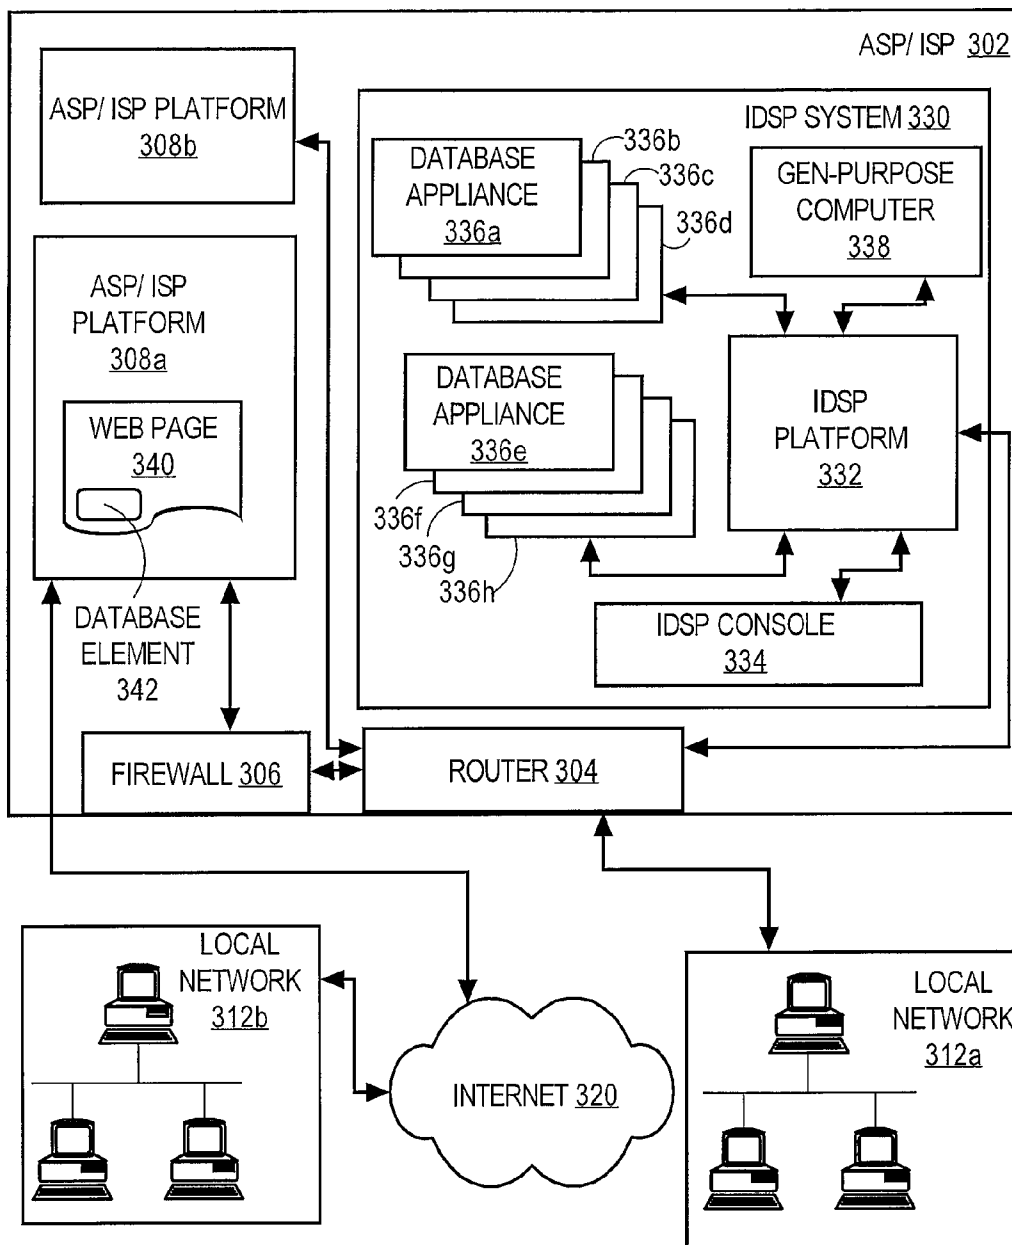 ASP/ ISP 302
ASP/ ISP PLATFORM
308b
IDSP SYSTEM 330
DATABASE
APPLIANCE
336a
336b
336c
336d
GEN-PURPOSE
COMPUTER
338
ASP/ ISP
PLATFORM
308a
WEB PAGE
340
DATABASE
APPLIANCE
336e
336f
336g
336h
IDSP
PLATFORM
332
DATABASE
ELEMENT
342
IDSP CONSOLE
334
FIREWALL 306
ROUTER 304
LOCAL
NETWORK
312b
INTERNET 320
LOCAL
NETWORK
312a